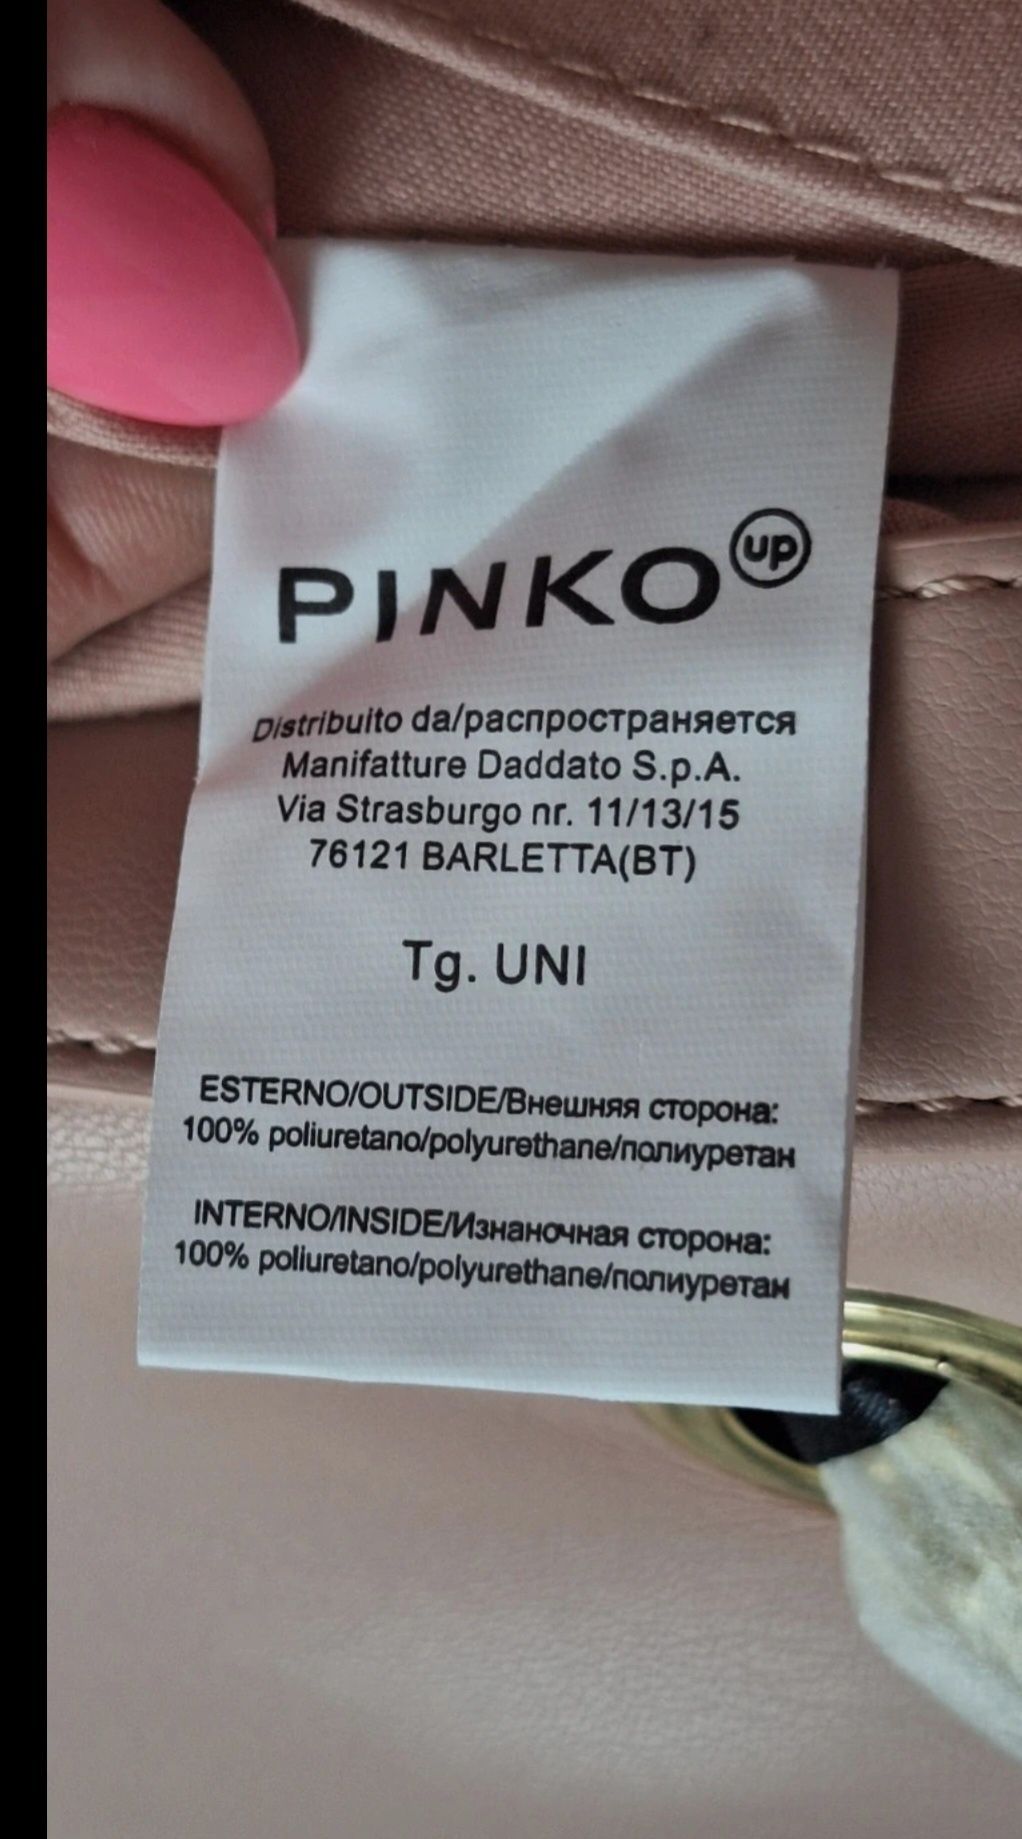 PINKO UP
Distribuito da/распространяется
Manifatture Daddato S.p.A.
Via Strasburgo nr. 11/13/15
76121 BARLETTA(BT)
Tg. UNI
ESTERNO/OUTSIDE/Внешняя сторона:
100% poliuretano/polyurethane/полиуретан
INTERNO/INSIDE/Изнаночная сторона:
100% poliuretano/polyurethane/полиуретан